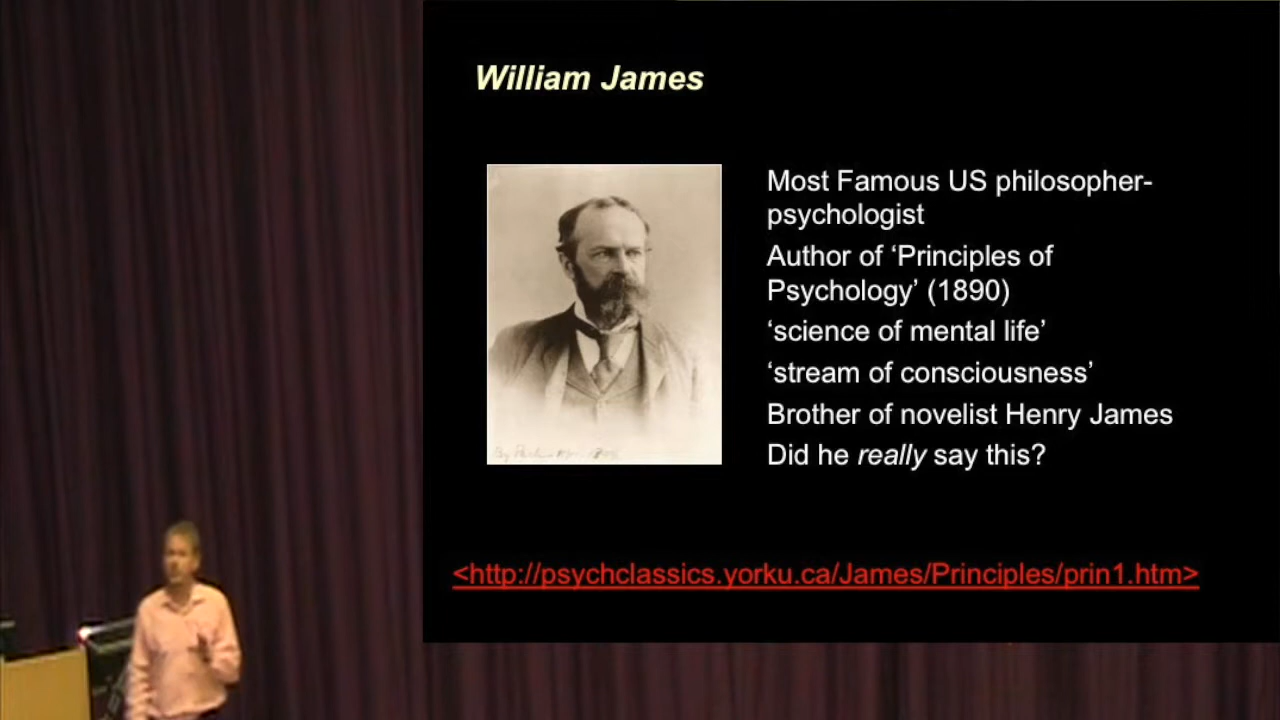 William James
Most Famous US philosopher-
psychologist
Author of ‘Principles of
Psychology’ (1890)
‘science of mental life’
‘stream of consciousness’
Brother of novelist Henry James
Did he really say this?
<http://psychclassics.yorku.ca/James/Principles/prin1.htm>